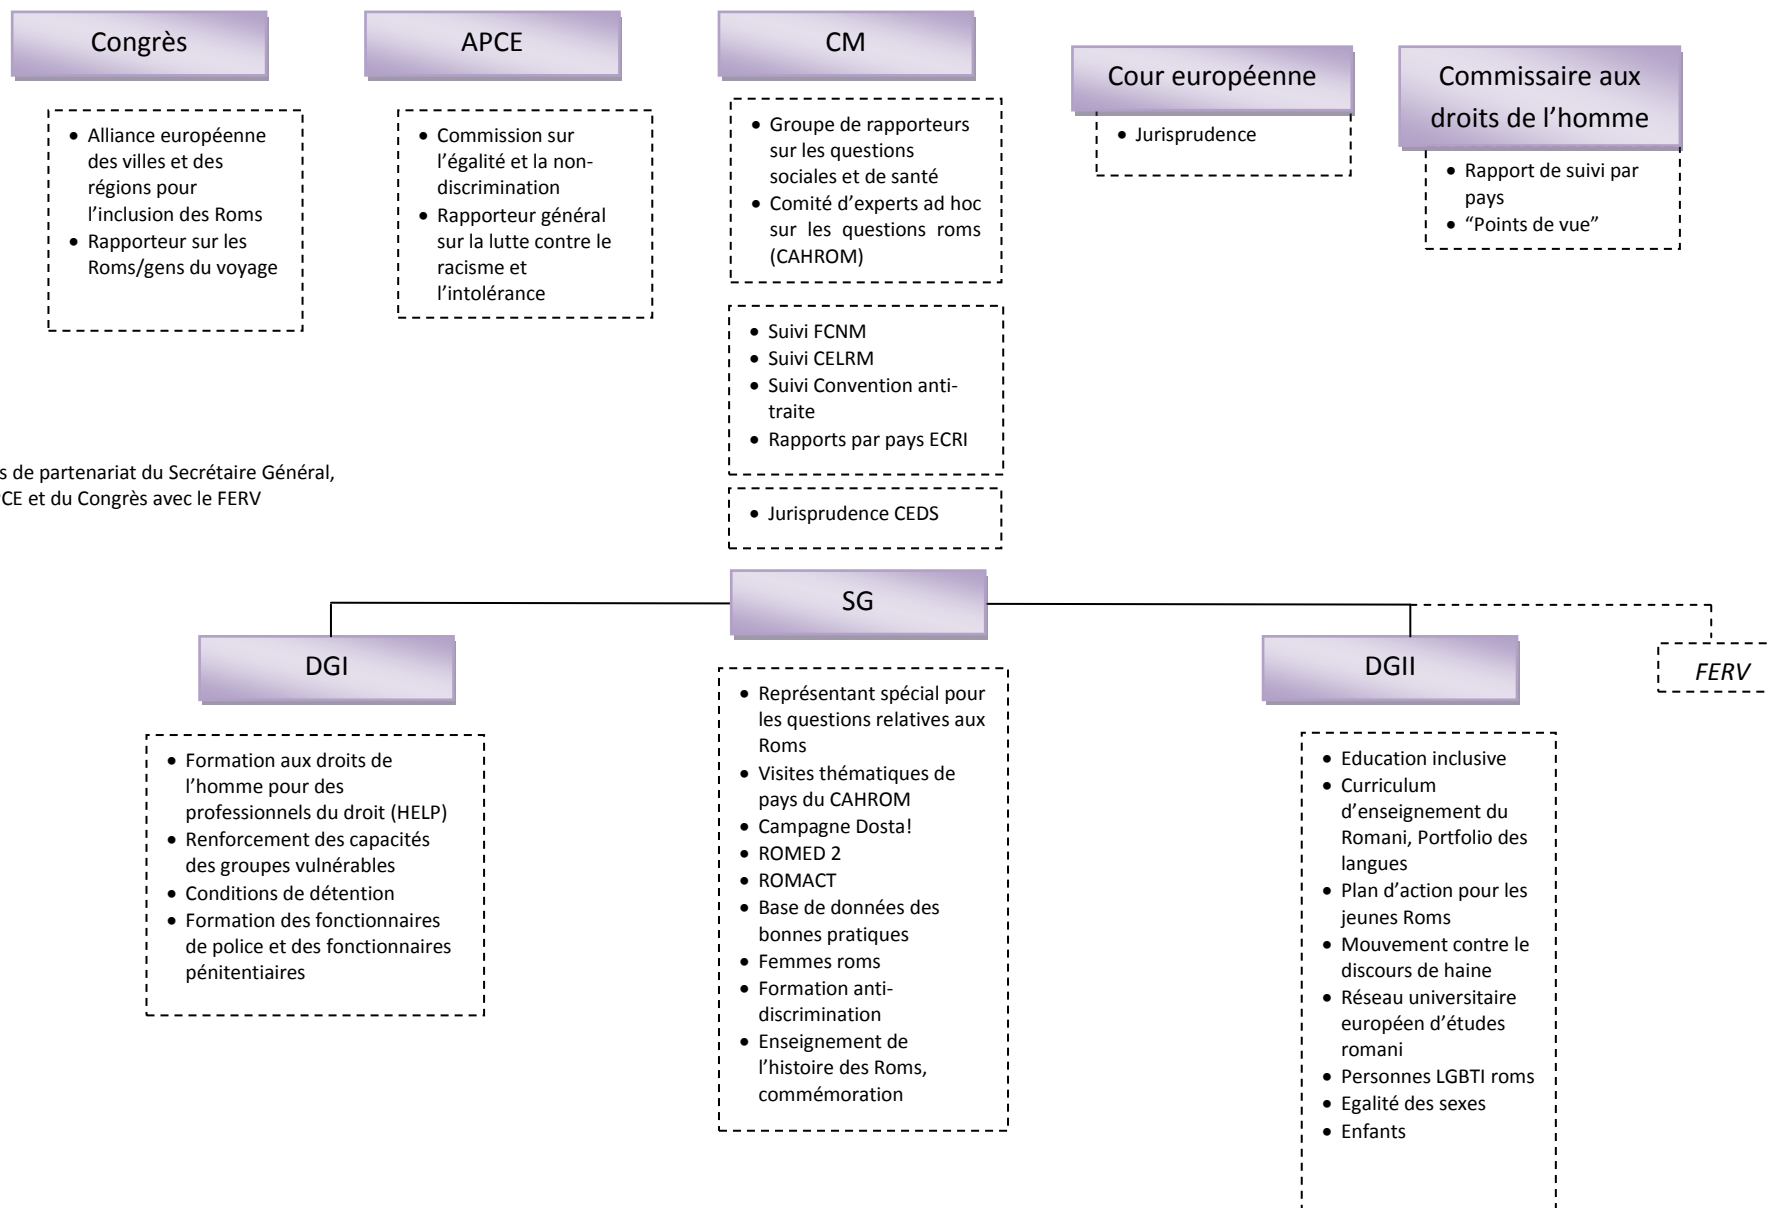 Congrès
• Alliance européenne
des villes et des
régions pour
l’inclusion des Roms
• Rapporteur sur les
Roms/gens du voyage
APCE
• Commission sur
l’égalité et la non-
discrimination
• Rapporteur général
sur la lutte contre le
racisme et
l’intolérance
CM
• Groupe de rapporteurs
sur les questions
sociales et de santé
• Comité d’experts ad hoc
sur les questions roms
(CAHROM)
• Suivi FCNM
• Suivi CELRM
• Suivi Convention anti-
traite
• Rapports par pays ECRI
• Jurisprudence CEDS
Cour européenne
• Jurisprudence
Commissaire aux
droits de l’homme
• Rapport de suivi par
pays
• “Points de vue”
de partenariat du Secrétaire Général,
et du Congrès avec le FERV
SG
• Représentant spécial pour
les questions relatives aux
Roms
• Visites thématiques de
pays du CAHROM
• Campagne Dosta!
• ROMED 2
• ROMACT
• Base de données des
bonnes pratiques
• Femmes roms
• Formation anti-
discrimination
• Enseignement de
l’histoire des Roms,
commémoration
DGI
• Formation aux droits de
l’homme pour des
professionnels du droit (HELP)
• Renforcement des capacités
des groupes vulnérables
• Conditions de détention
• Formation des fonctionnaires
de police et des fonctionnaires
pénitentiaires
DGII
• Education inclusive
• Curriculum
d’enseignement du
Romani, Portfolio des
langues
• Plan d’action pour les
jeunes Roms
• Mouvement contre le
discours de haine
• Réseau universitaire
européen d’études
romani
• Personnes LGBTI roms
• Egalité des sexes
• Enfants
FERV